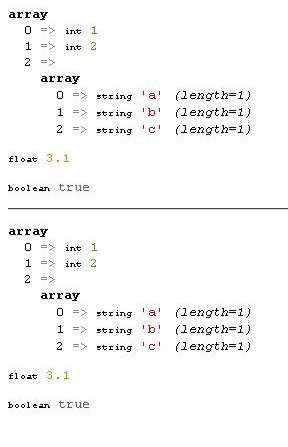 array
0 => int 1
1 => int 2
2 =>
array
0 => string 'a' (length=1)
1 => string 'b' (length=1)
2 => string 'c' (length=1)
float 3.1
boolean true
array
0 => int 1
1 => int 2
2 =>
array
0 => string 'a' (length=1)
1 => string 'b' (length=1)
2 => string 'c' (length=1)
float 3.1
boolean true